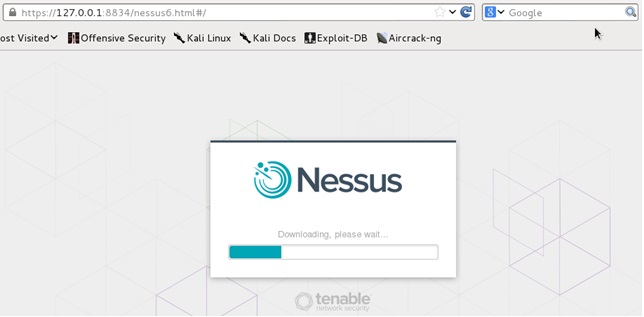 https://127.0.0.1:8834/nessus6.html#/
Google
ost Visited
Offensive Security
Kali Linux
Kali Docs
Exploit-DB
Aircrack-ng
Nessus
Downloading, please wait...
tenable
network security